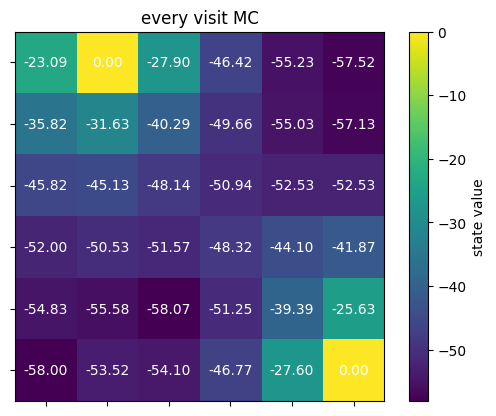 every visit MC
-23.09 0.00 -27.90 -46.42 -55.23 -57.52
-35.82 -31.63 -40.29 -49.66 -55.03 -57.13
-45.82 -45.13 -48.14 -50.94 -52.53 -52.53
-52.00 -50.53 -51.57 -48.32 -44.10 -41.87
-54.83 -55.58 -58.07 -51.25 -39.39 -25.63
-58.00 -53.52 -54.10 -46.77 -27.60 0.00
0
−10
−20
−30
−40
−50
state value